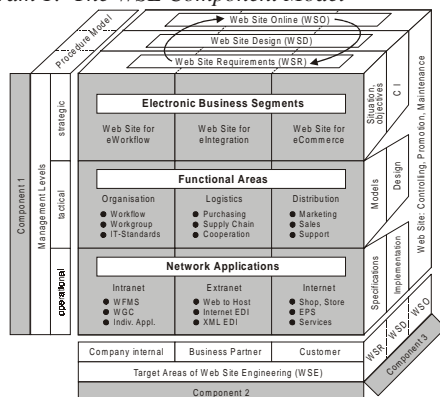 ram 1: The WSE Component Model
Procedure Model
Web Site Online (WSO)
Web Site Design (WSD)
Web Site Requirements (WSR)
Component 1
Management Levels
strategic
tactical
operational
Electronic Business Segments
Web Site for eWorkflow
Web Site for eIntegration
Web Site for eCommerce
Functional Areas
Organisation
● Workflow
● Workgroup
● IT-Standards
Logistics
● Purchasing
● Supply Chain
● Cooperation
Distribution
● Marketing
● Sales
● Support
Network Applications
Intranet
● WFMS
● WGC
● Indiv. Appl.
Extranet
● Web to Host
● Internet EDI
● XML EDI
Internet
● Shop, Store
● EPS
● Services
Situation, objectives
C I
Models
Design
Specifications
Implementation
Web Site: Controlling, Promotion, Maintenance
WSR
WSD
WSO
Component 3
Company internal
Business Partner
Customer
Target Areas of Web Site Engineering (WSE)
Component 2